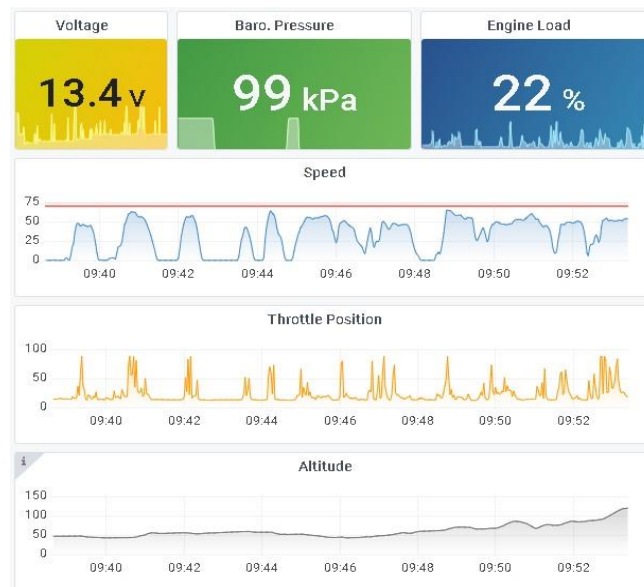 Voltage
Baro. Pressure
Engine Load
13.4 v
99 kPa
22 %
Speed
75
50
25
0
09:40 09:42 09:44 09:46 09:48 09:50 09:52
Throttle Position
100
50
0
09:40 09:42 09:44 09:46 09:48 09:50 09:52
i
Altitude
150
100
50
0
09:40 09:42 09:44 09:46 09:48 09:50 09:52